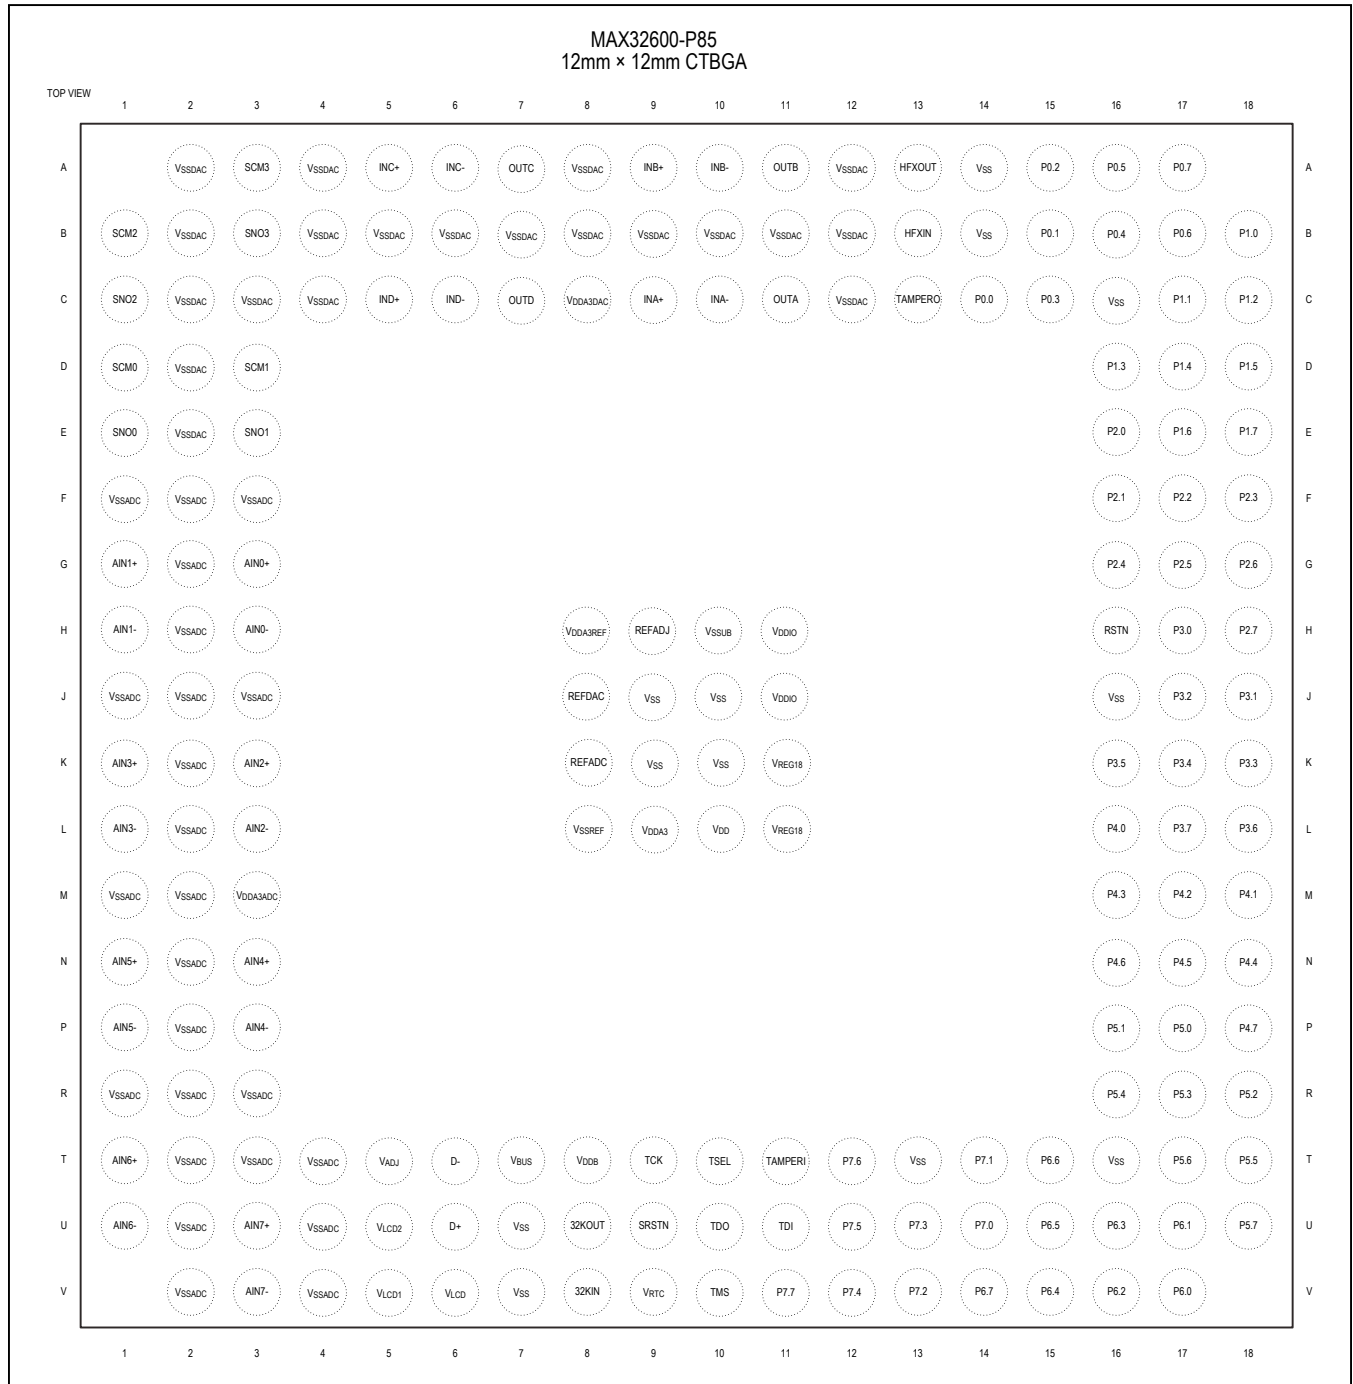 MAX32600-P85
12mm × 12mm CTBGA
TOP VIEW
1 2 3 4 5 6 7 8 9 10 11 12 13 14 15 16 17 18
A VSSDAC SCM3 VSSDAC INC+ INC- OUTC VSSDAC INB+ INB- OUTB VSSDAC HFXOUT VSS P0.2 P0.5 P0.7 A
B SCM2 VSSDAC SNO3 VSSDAC VSSDAC VSSDAC VSSDAC VSSDAC VSSDAC VSSDAC VSSDAC VSSDAC HFXIN VSS P0.1 P0.4 P0.6 P1.0 B
C SNO2 VSSDAC VSSDAC VSSDAC IND+ IND- OUTD VDDA3DAC INA+ INA- OUTA VSSDAC TAMPERO P0.0 P0.3 VSS P1.1 P1.2 C
D SCM0 VSSDAC SCM1 P1.3 P1.4 P1.5 D
E SNO0 VSSDAC SNO1 P2.0 P1.6 P1.7 E
F VSSADC VSSADC VSSADC P2.1 P2.2 P2.3 F
G AIN1+ VSSADC AIN0+ P2.4 P2.5 P2.6 G
H AIN1- VSSADC AIN0- VDDA3REF REFADJ VSSUB VDDIO RSTN P3.0 P2.7 H
J VSSADC VSSADC VSSADC REFDAC VSS VSS VDDIO VSS P3.2 P3.1 J
K AIN3+ VSSADC AIN2+ REFADC VSS VSS VREG18 P3.5 P3.4 P3.3 K
L AIN3- VSSADC AIN2- VSSREF VDDA3 VDD VREG18 P4.0 P3.7 P3.6 L
M VSSADC VSSADC VDDA3ADC P4.3 P4.2 P4.1 M
N AIN5+ VSSADC AIN4+ P4.6 P4.5 P4.4 N
P AIN5- VSSADC AIN4- P5.1 P5.0 P4.7 P
R VSSADC VSSADC VSSADC P5.4 P5.3 P5.2 R
T AIN6+ VSSADC VSSADC VSSADC VADJ D- VBUS VDDB TCK TSEL TAMPERI P7.6 VSS P7.1 P6.6 VSS P5.6 P5.5 T
U AIN6- VSSADC AIN7+ VSSADC VLCD2 D+ VSS 32KOUT SRSTN TDO TDI P7.5 P7.3 P7.0 P6.5 P6.3 P6.1 P5.7 U
V VSSADC AIN7- VSSADC VLCD1 VLCD VSS 32KIN VRTC TMS P7.7 P7.4 P7.2 P6.7 P6.4 P6.2 P6.0 V
1 2 3 4 5 6 7 8 9 10 11 12 13 14 15 16 17 18